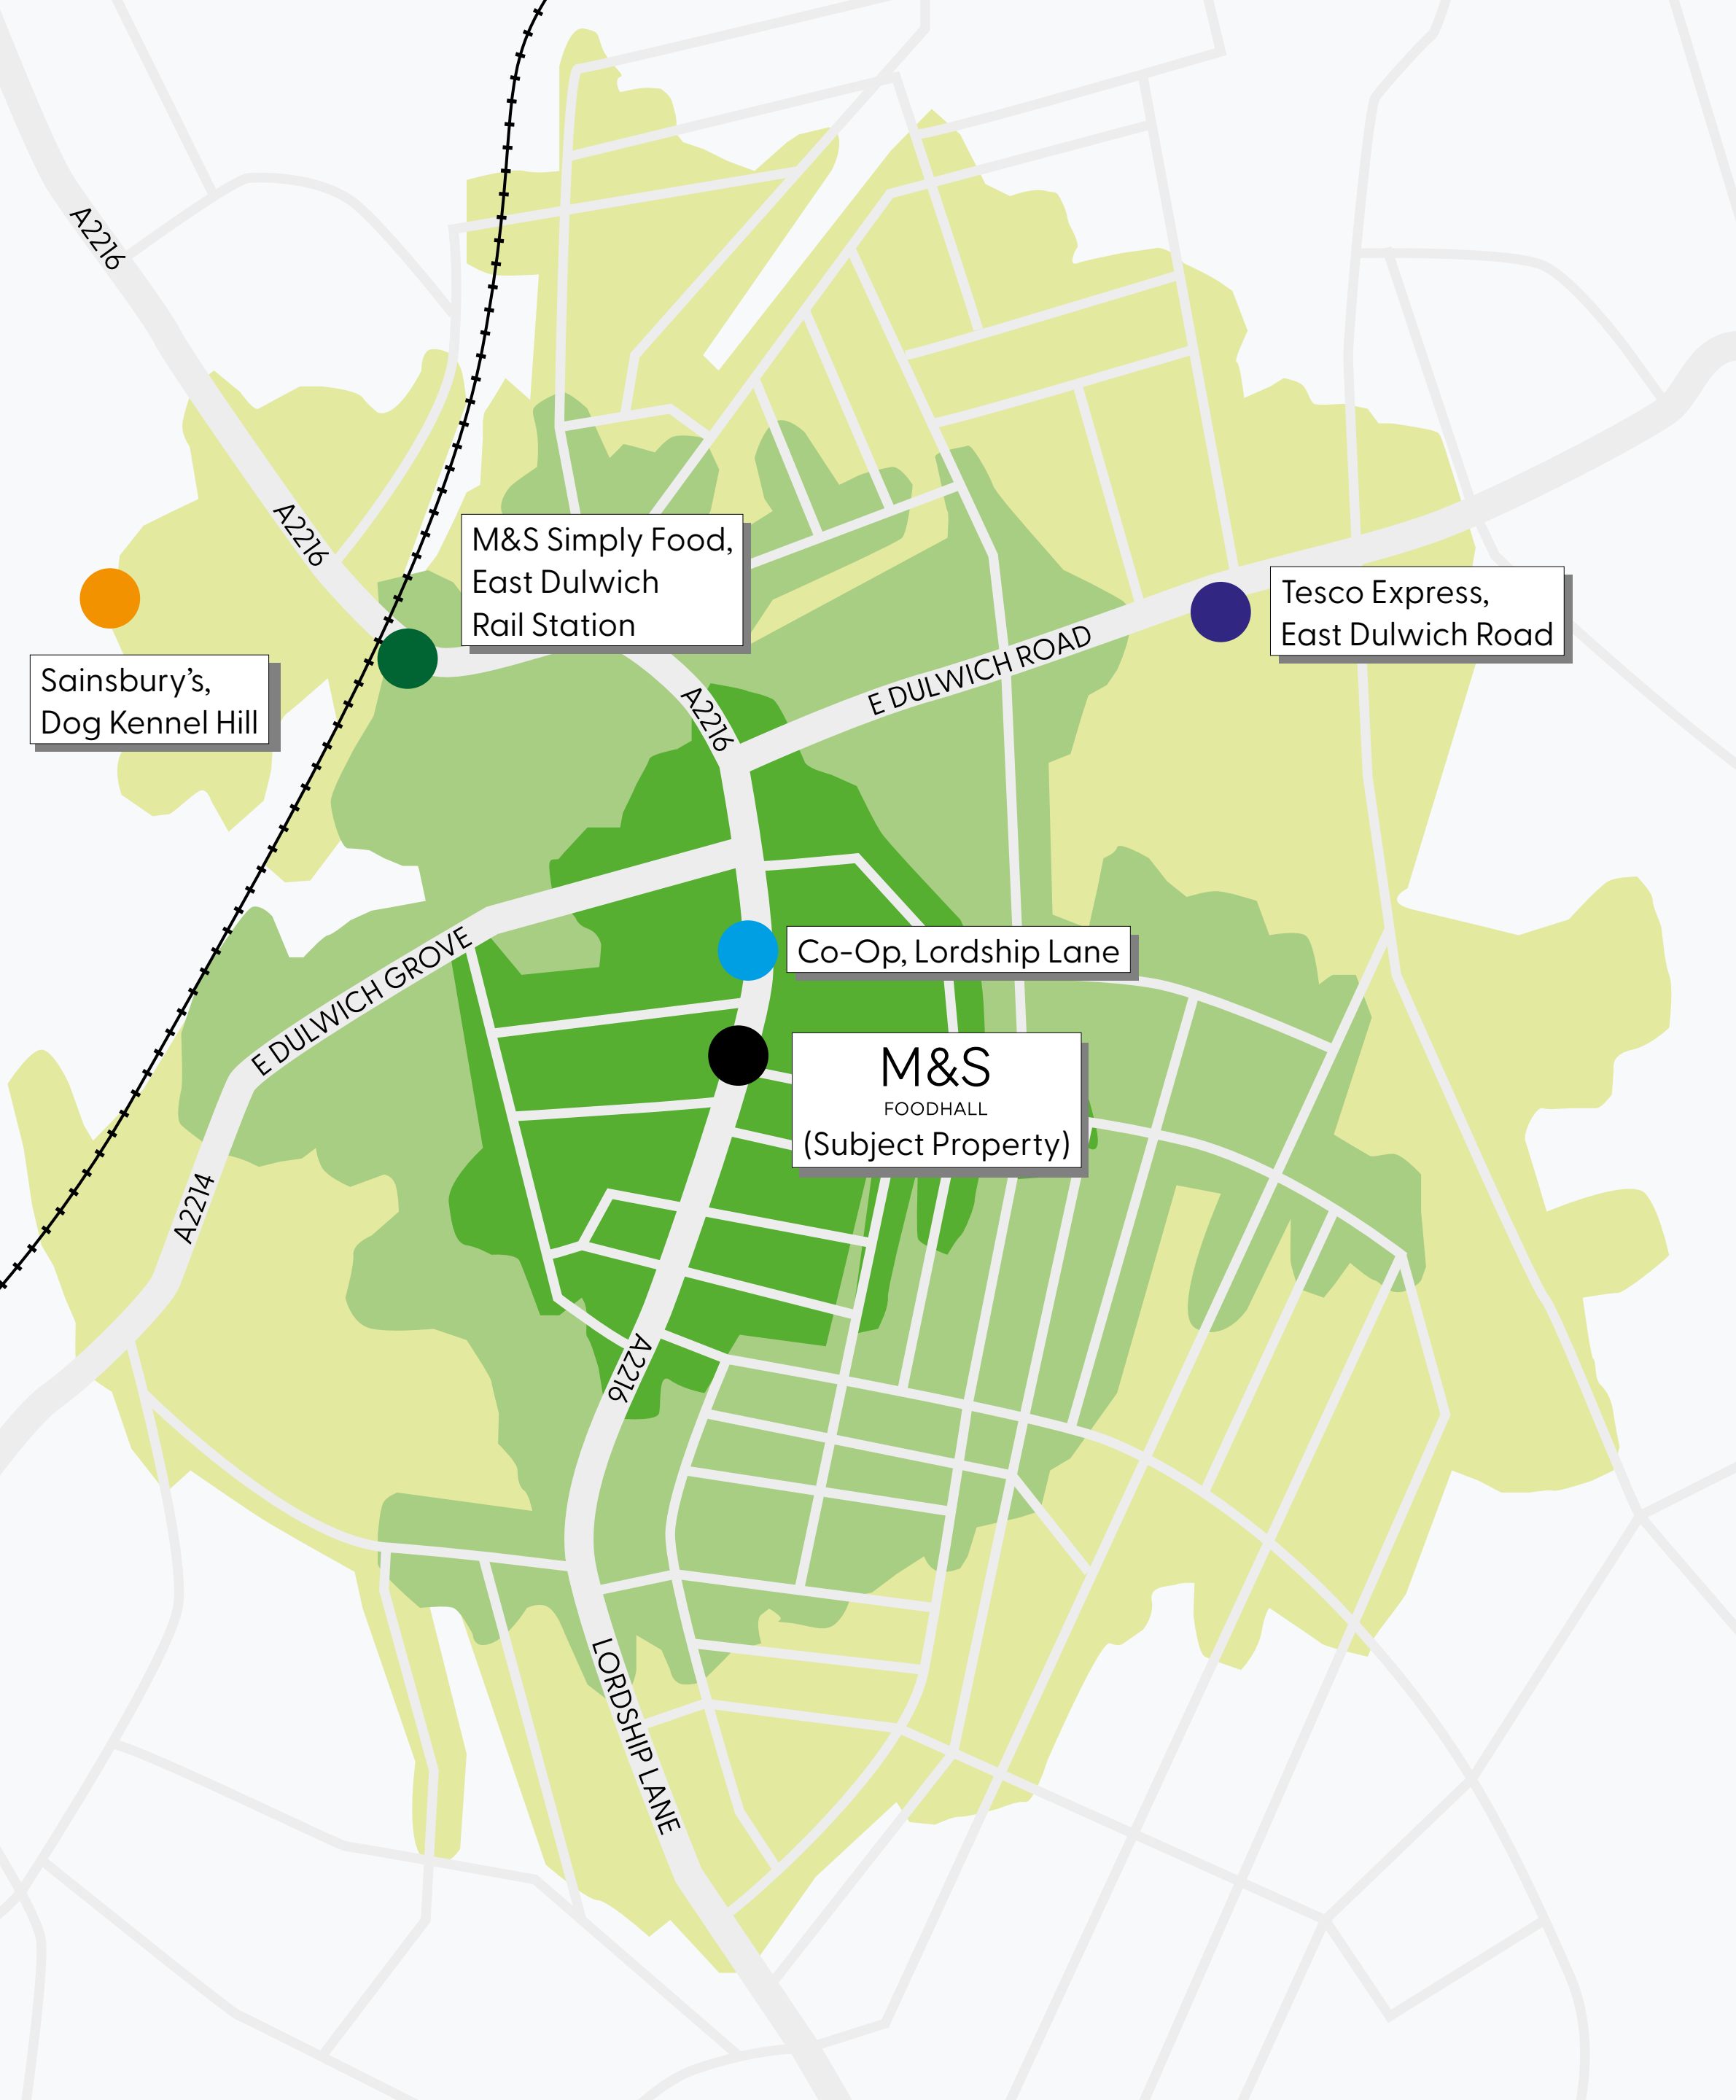 A2216
A2216
M&S Simply Food,
East Dulwich
Rail Station
Tesco Express,
East Dulwich Road
Sainsbury's,
Dog Kennel Hill
E DULWICH ROAD
A2216
E DULWICH GROVE
Co-Op, Lordship Lane
M&S
FOODHALL
(Subject Property)
A2214
A2216
LORDSHIP LANE